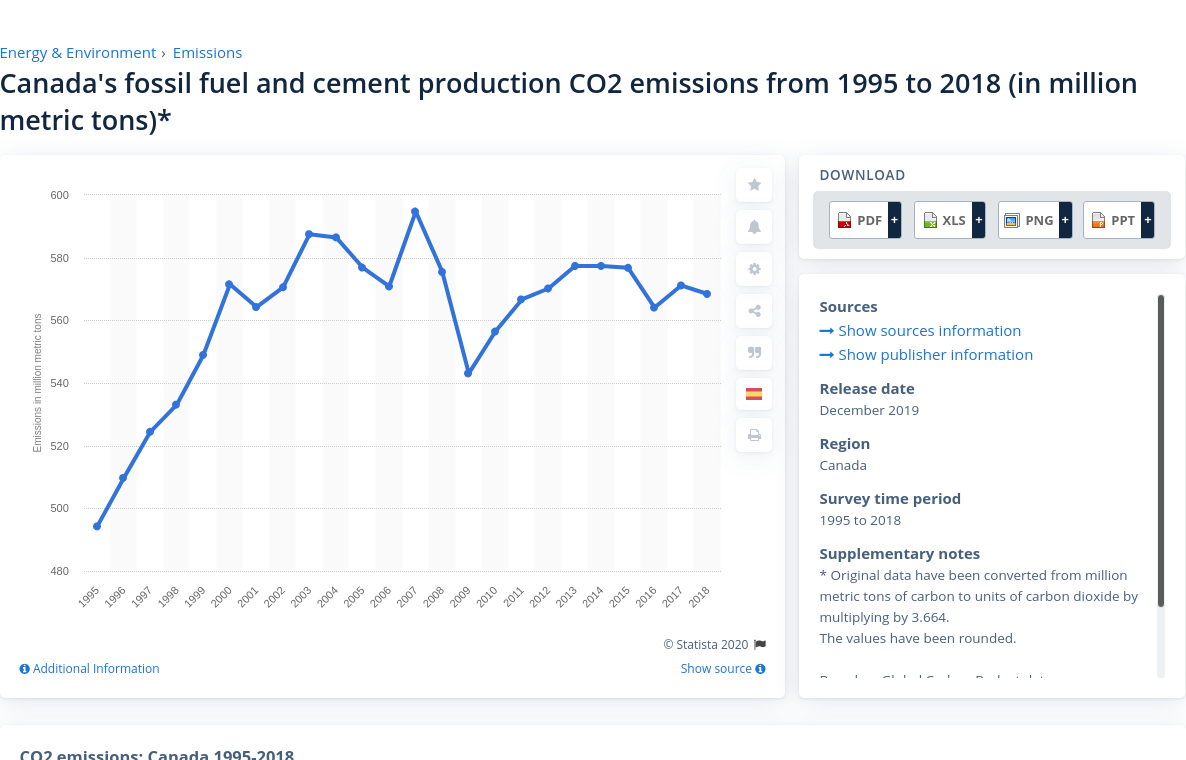 Energy & Environment › Emissions
Canada's fossil fuel and cement production CO2 emissions from 1995 to 2018 (in million
metric tons)*
600
580
560
540
520
500
480
Emissions in million metric tons
1995 1996 1997 1998 1999 2000 2001 2002 2003 2004 2005 2006 2007 2008 2009 2010 2011 2012 2013 2014 2015 2016 2017 2018
© Statista 2020
Additional Information
Show source
DOWNLOAD
PDF + XLS + PNG + PPT +
Sources
Show sources information
Show publisher information
Release date
December 2019
Region
Canada
Survey time period
1995 to 2018
Supplementary notes
* Original data have been converted from million
metric tons of carbon to units of carbon dioxide by
multiplying by 3.664.
The values have been rounded.
CO2 emissions: Canada 1995-2018